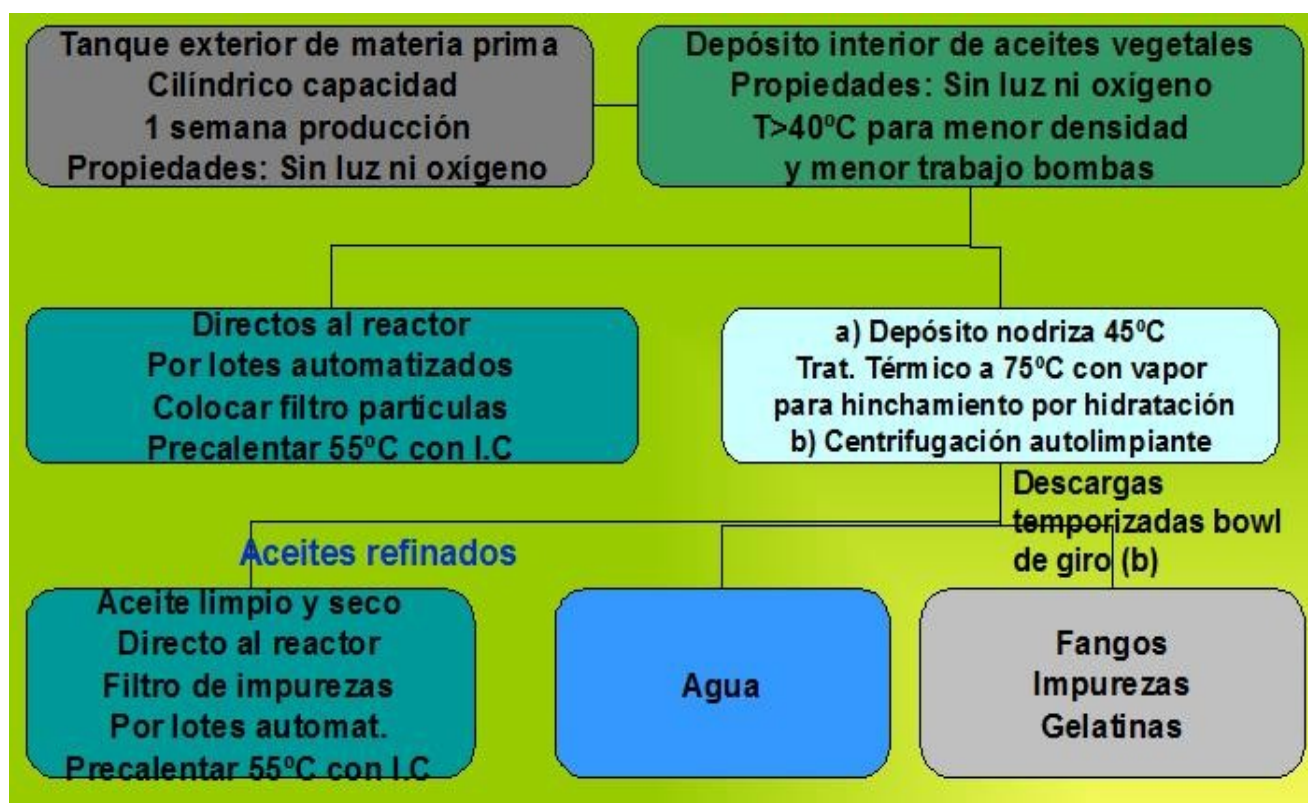 Tanque exterior de materia prima
Cilíndrico capacidad
1 semana producción
Propiedades: Sin luz ni oxígeno
Depósito interior de aceites vegetales
Propiedades: Sin luz ni oxígeno
T>40ºC para menor densidad
y menor trabajo bombas
Directos al reactor
Por lotes automatizados
Colocar filtro partículas
Precalentar 55ºC con I.C
a) Depósito nodriza 45ºC
Trat. Térmico a 75ºC con vapor
para hinchamiento por hidratación
b) Centrifugación autolimpiante
Descargas
temporizadas bowl
de giro (b)
Aceites refinados
Aceite limpio y seco
Directo al reactor
Filtro de impurezas
Por lotes automat.
Precalentar 55ºC con I.C
Agua
Fangos
Impurezas
Gelatinas